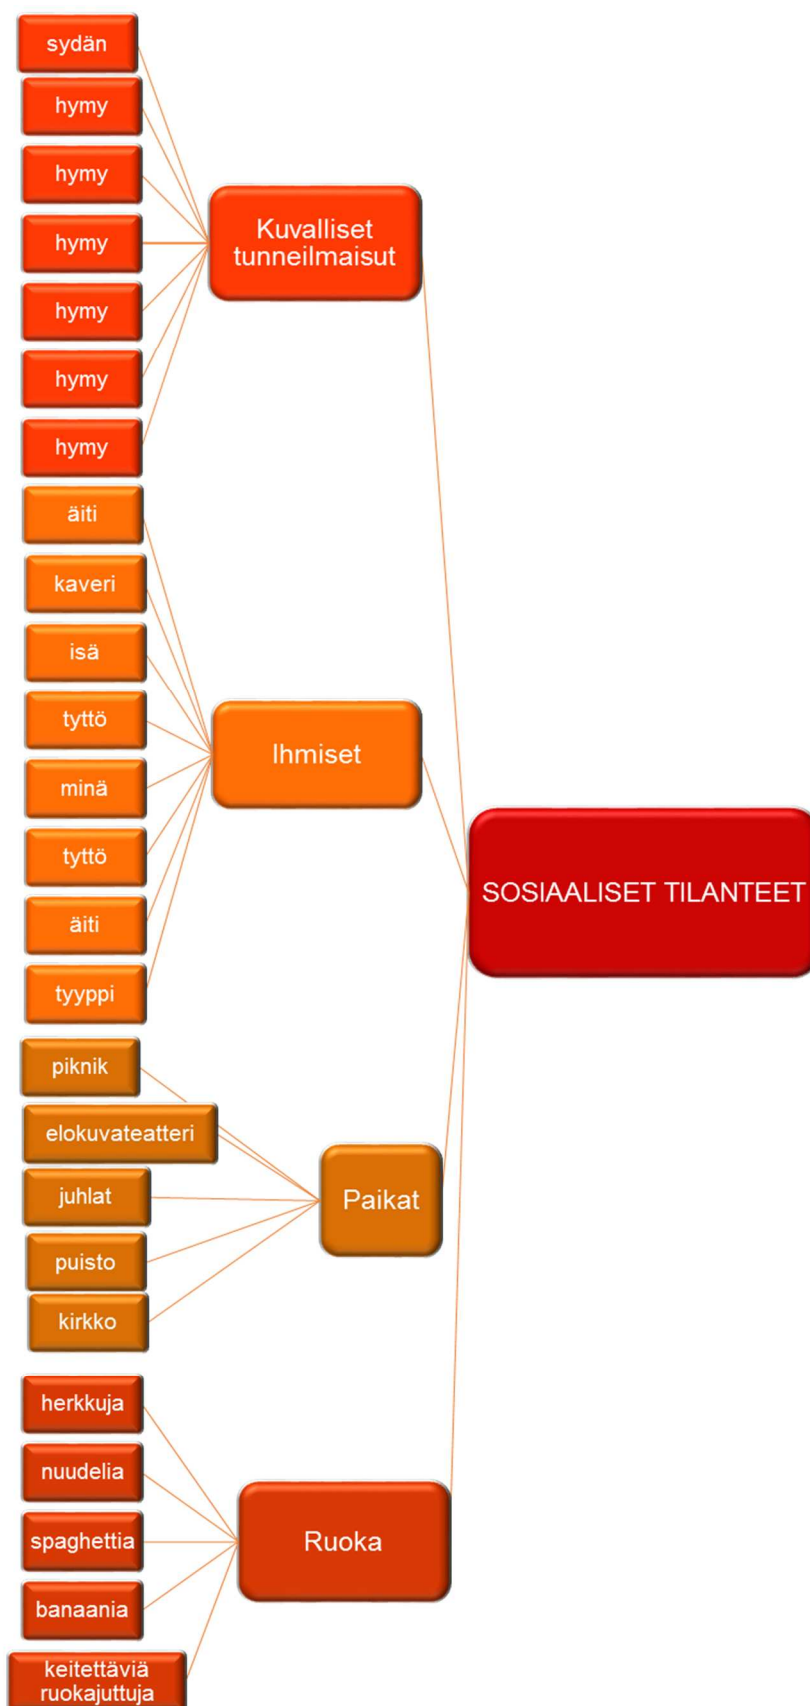 sydän
hymy
hymy
hymy
hymy
hymy
hymy
Kuvalliset
tunneilmaisut
äiti
kaveri
isä
tyttö
minä
tyttö
äiti
tyyppi
Ihmiset
SOSIAALISET TILANTEET
piknik
elokuvateatteri
juhlat
puisto
kirkko
Paikat
herkkuja
nuudelia
spaghettia
banaania
keitettäviä
ruokajuttuja
Ruoka